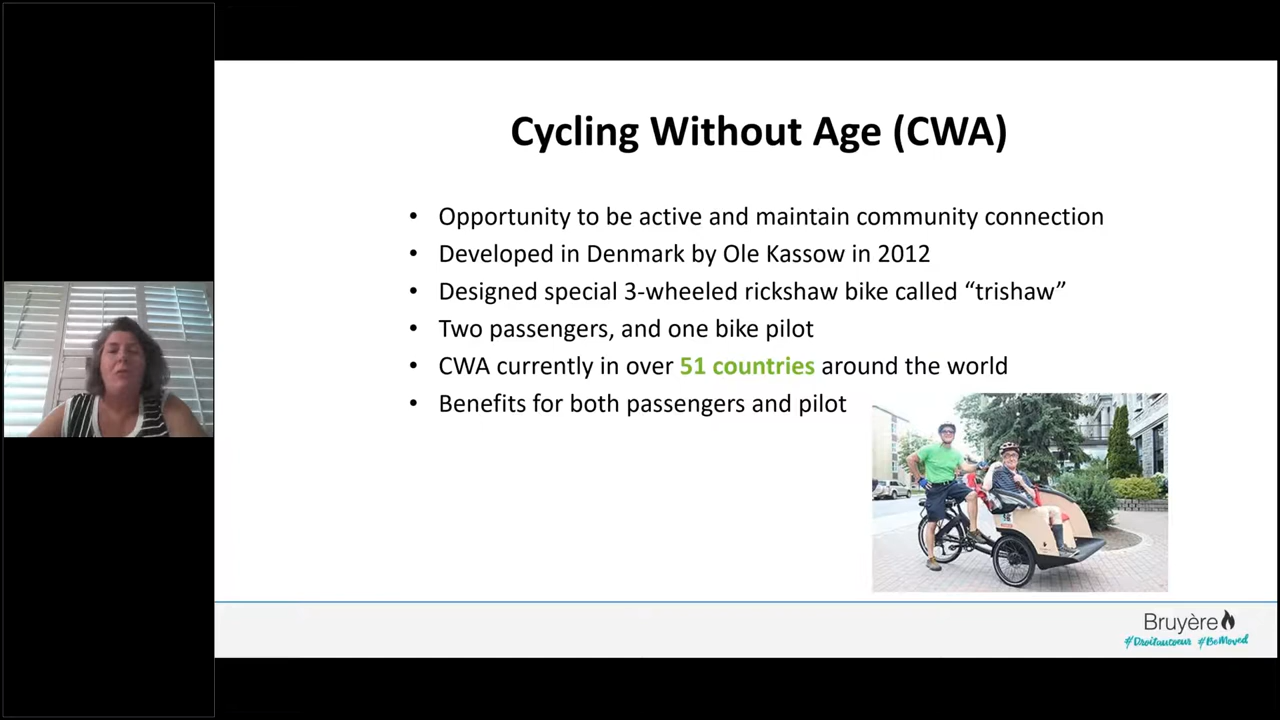 Cycling Without Age (CWA)
• Opportunity to be active and maintain community connection
• Developed in Denmark by Ole Kassow in 2012
• Designed special 3-wheeled rickshaw bike called “trishaw”
• Two passengers, and one bike pilot
• CWA currently in over 51 countries around the world
• Benefits for both passengers and pilot
Bruyère
#Droitaucoeur #BeMoved